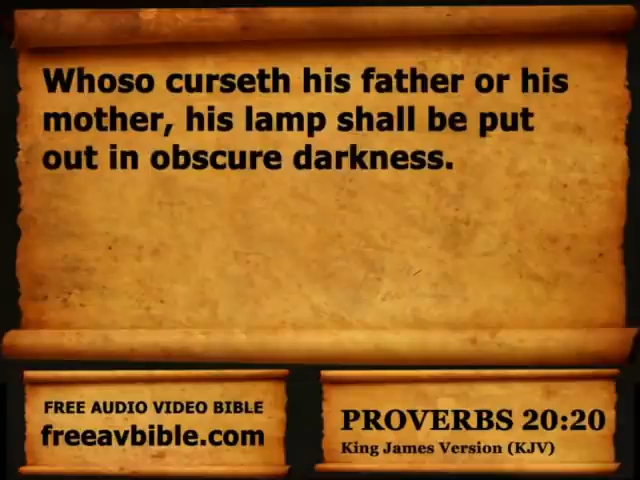 Whoso curseth his father or his
mother, his lamp shall be put
out in obscure darkness.
FREE AUDIO VIDEO BIBLE
freeavbible.com
PROVERBS 20:20
King James Version (KJV)